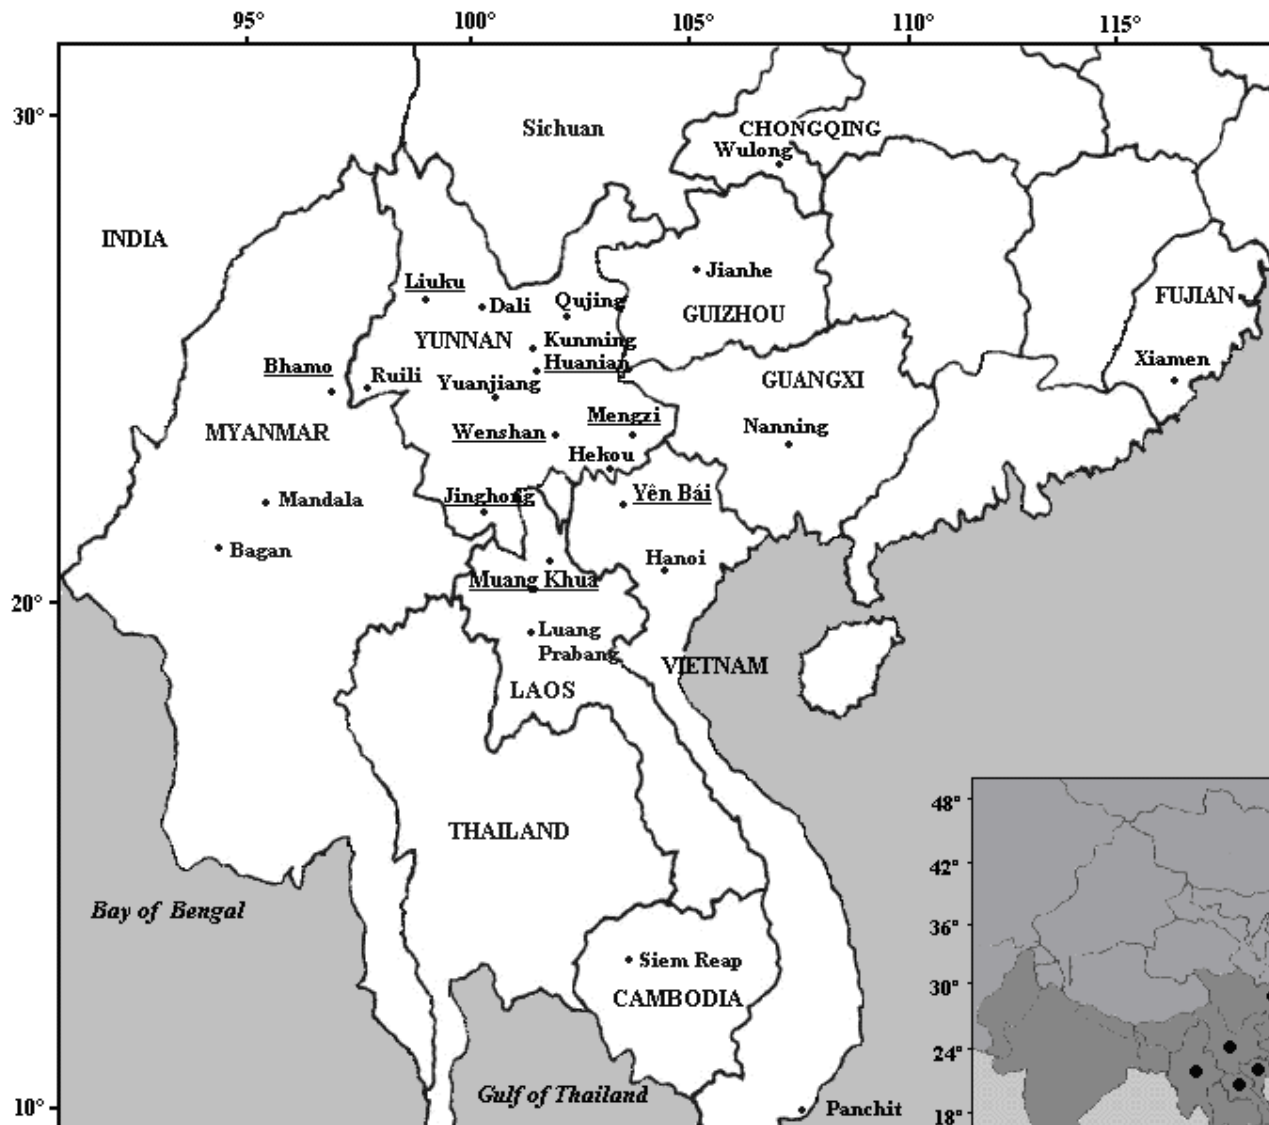 95° 100° 105° 110° 115°
30°
Sichuan
CHONGQING
Wulong
INDIA
Jianhe
Liuku
Dali
Qujing
GUIZHOU
FUJIAN
YUNNAN
Kunming
Huanian
Xiamen
Bhamo
Ruili
Yuanjiang
GUANGXI
Mengzi
Nanning
MYANMAR
Wenshan
Hekou
Mandala
Jinghong
Yên Bái
Bagan
Hanoi
Muang Khua
20°
Luang
Prabang
VIETNAM
LAOS
THAILAND
48°
42°
Bay of Bengal
36°
Siem Reap
CAMBODIA
30°
24°
Gulf of Thailand
10°
Panchit
18°